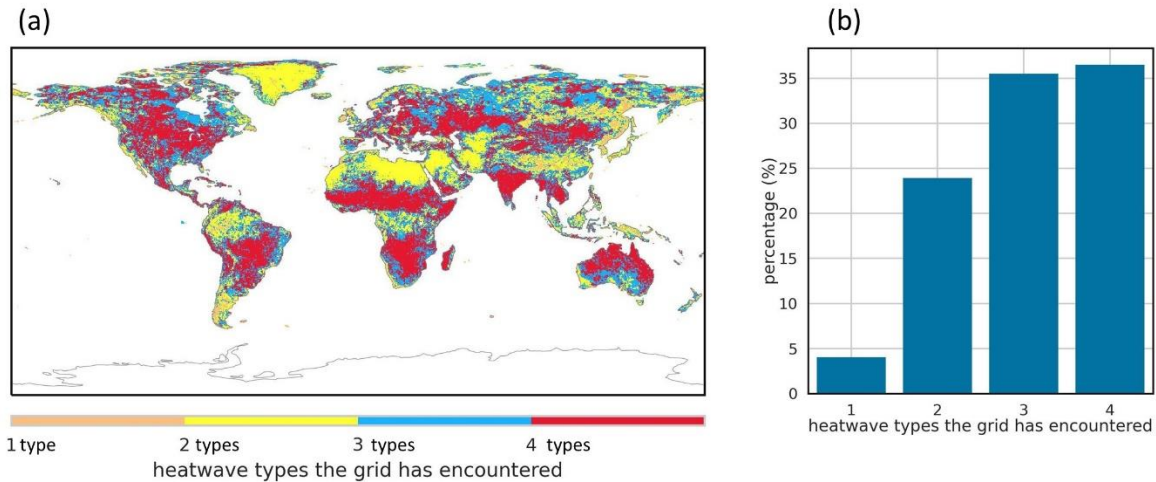 (a)
1 type 2 types 3 types 4 types
heatwave types the grid has encountered
(b)
percentage (%)
35
30
25
20
15
10
5
0
1 2 3 4
heatwave types the grid has encountered